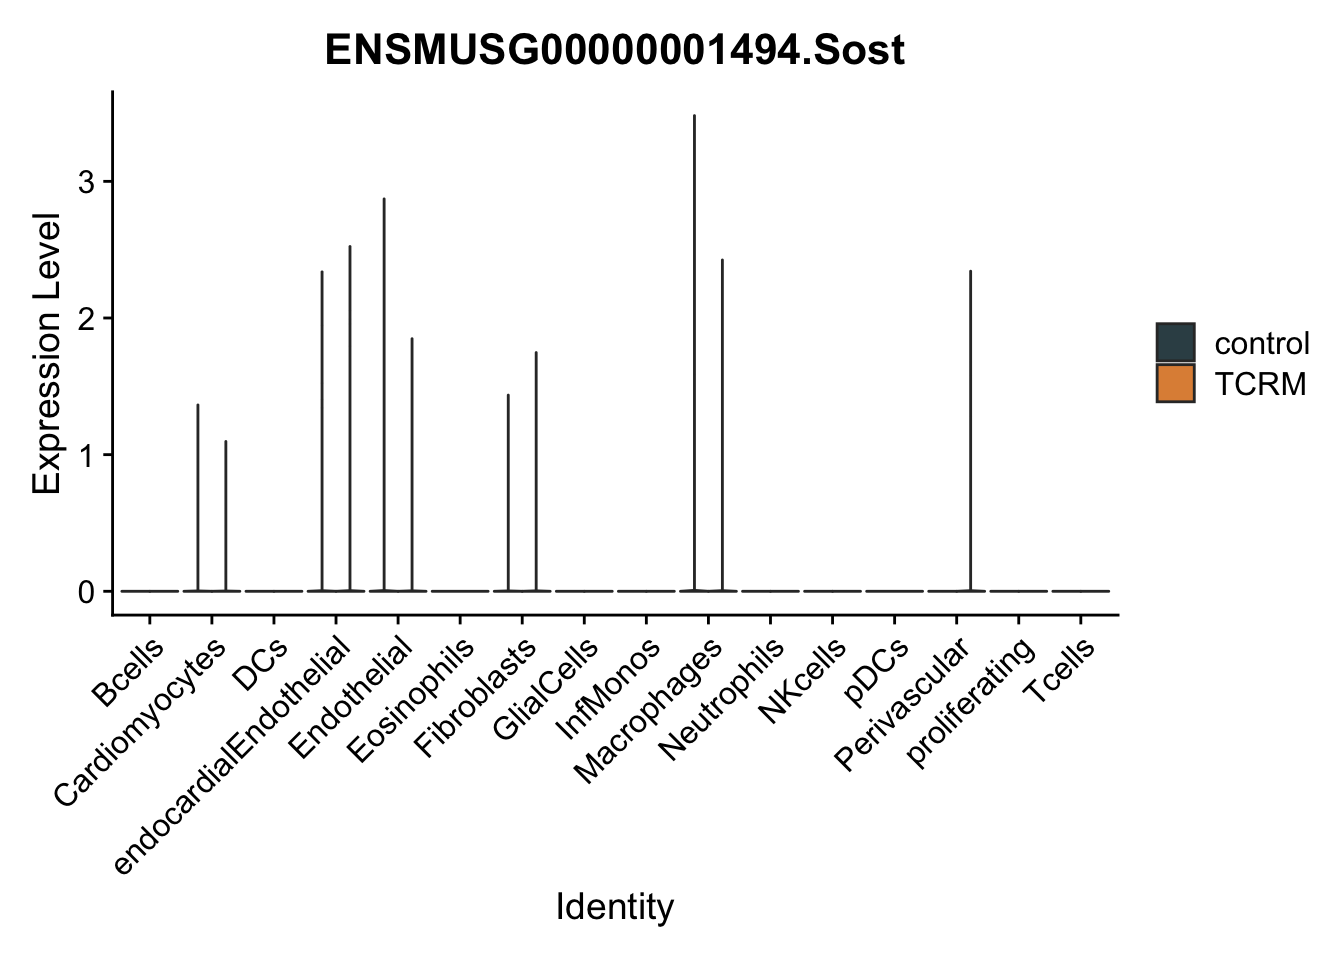 ENSMUSG00000001494.Sost
Expression Level
3
2
1
0
control
TCRM
Bcells
Cardiomyocytes
DCs
endocardialEndothelial
Endothelial
Eosinophils
Fibroblasts
GlialCells
InfMonos
Macrophages
Neutrophils
NKcells
pDCs
Perivascular
proliferating
Tcells
Identity